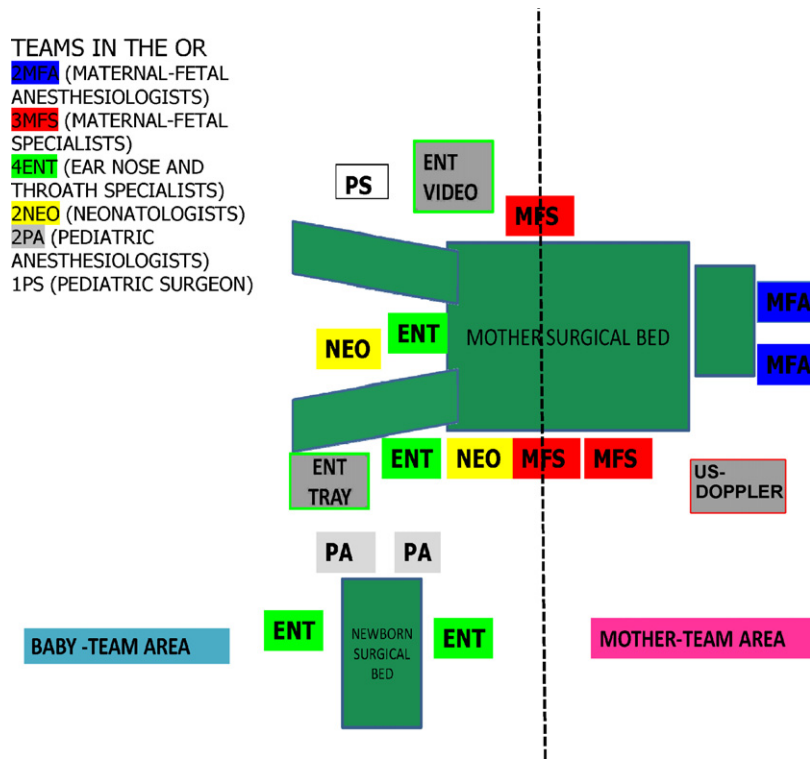 TEAMS IN THE OR
2MFA (MATERNAL-FETAL
ANESTHESIOLOGISTS)
3MFS (MATERNAL-FETAL
SPECIALISTS)
4ENT (EAR NOSE AND
THROATH SPECIALISTS)
2NEO (NEONATOLOGISTS)
2PA (PEDIATRIC
ANESTHESIOLOGISTS)
1PS (PEDIATRIC SURGEON)
PS
ENT
VIDEO
MFS
MFA
NEO
ENT
MOTHER SURGICAL BED
MFA
ENT
TRAY
ENT
NEO
MFS
MFS
US-
DOPPLER
PA
PA
ENT
NEWBORN
SURGICAL
BED
ENT
BABY -TEAM AREA
MOTHER-TEAM AREA